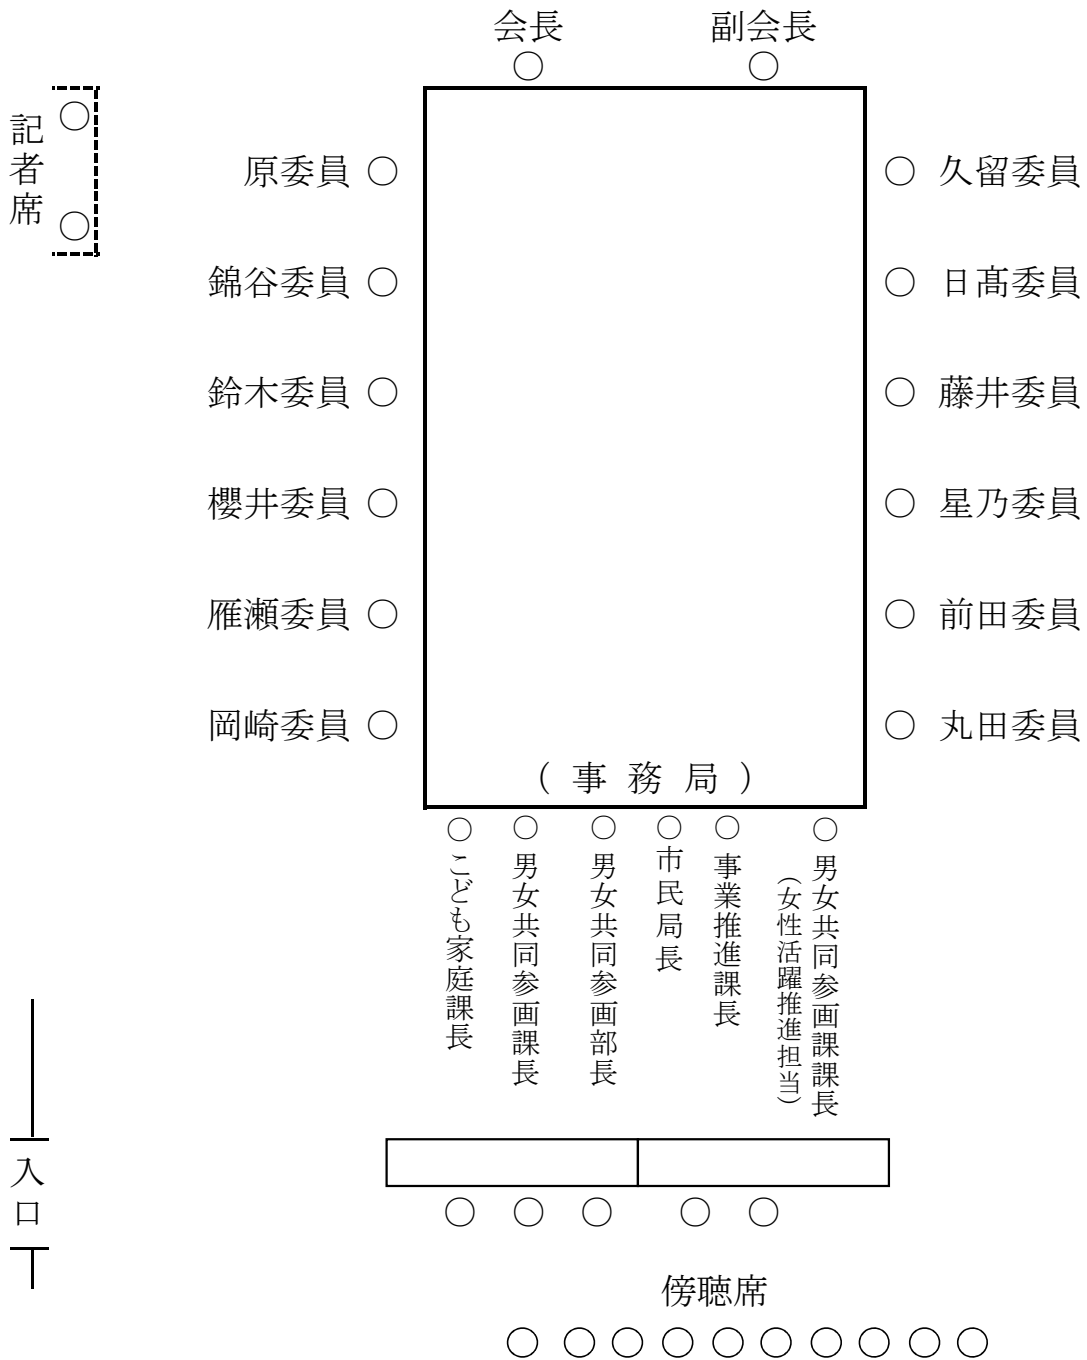 会長
副会長
記者席
原委員
久留委員
錦谷委員
日髙委員
鈴木委員
藤井委員
櫻井委員
星乃委員
雁瀬委員
前田委員
岡崎委員
丸田委員
(事務局)
こども家庭課長
男女共同参画課長
男女共同参画部長
市民局長
事業推進課長
男女共同参画課課長
(女性活躍推進担当)
入口
傍聴席